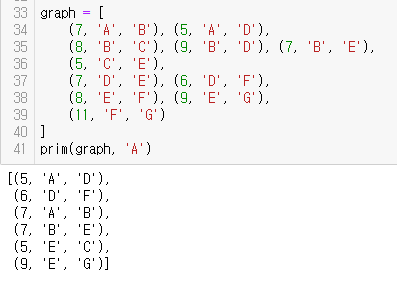 33 graph = [
34 (7, 'A', 'B'), (5, 'A', 'D'),
35 (8, 'B', 'C'), (9, 'B', 'D'), (7, 'B', 'E'),
36 (5, 'C', 'E'),
37 (7, 'D', 'E'), (6, 'D', 'F'),
38 (8, 'E', 'F'), (9, 'E', 'G'),
39 (11, 'F', 'G')
40 ]
41 prim(graph, 'A')
[(5, 'A', 'D'),
(6, 'D', 'F'),
(7, 'A', 'B'),
(7, 'B', 'E'),
(5, 'E', 'C'),
(9, 'E', 'G')]